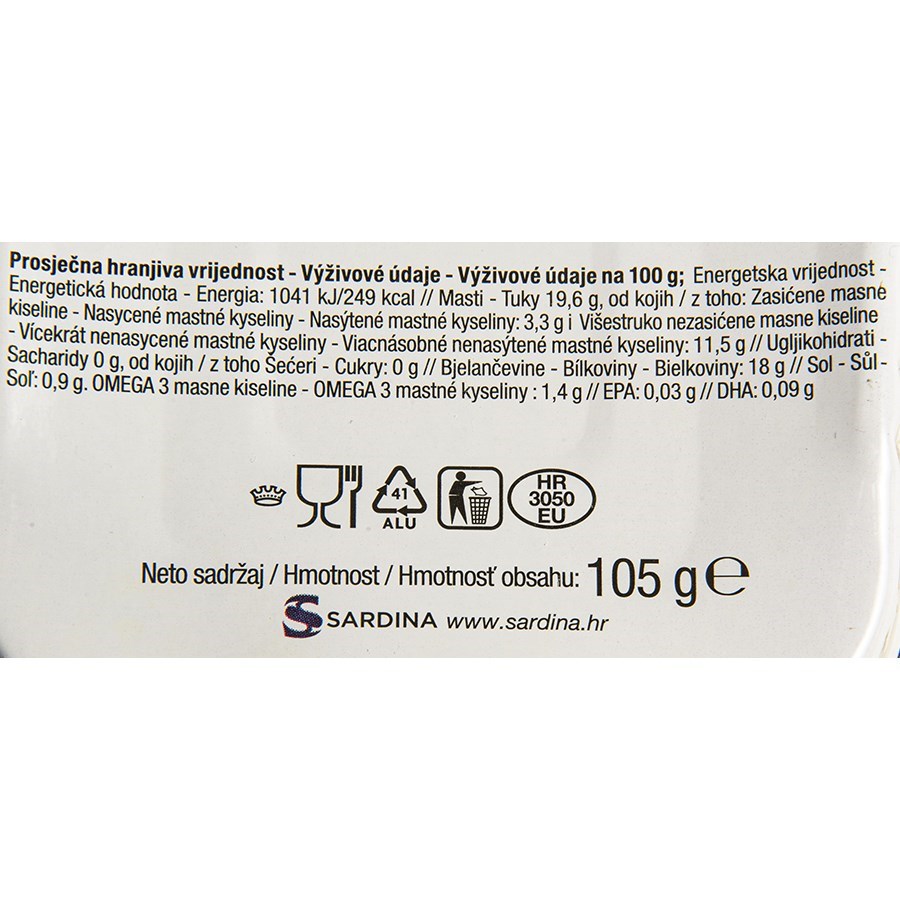 Prosječna hranjiva vrijednost - Výživové údaje - Výživové údaje na 100 g; Energetska vrijednost -
Energetická hodnota - Energia: 1041 kJ/249 kcal // Masti - Tuky 19,6 g, od kojih / z toho: Zasićene masne
kiseline - Nasycené mastné kyseliny - Nasýtené mastné kyseliny: 3,3 g i Višestruko nezasićene masne kiseline
- Vícekrát nenasycené mastné kyseliny - Viacnásobné nenasýtené mastné kyseliny: 11,5 g // Ugljikohidrati -
Sacharidy 0 g, od kojih / z toho Šećeri - Cukry: 0 g // Bjelančevine - Bílkoviny - Bielkoviny: 18 g // Sol - Sůl -
Soľ: 0,9 g. OMEGA 3 masne kiseline - OMEGA 3 mastné kyseliny : 1,4 g // EPA: 0,03 g // DHA: 0,09 g
41
ALU
HR
3050
EU
Neto sadržaj / Hmotnost / Hmotnosť obsahu: 105 g ℮
SARDINA www.sardina.hr